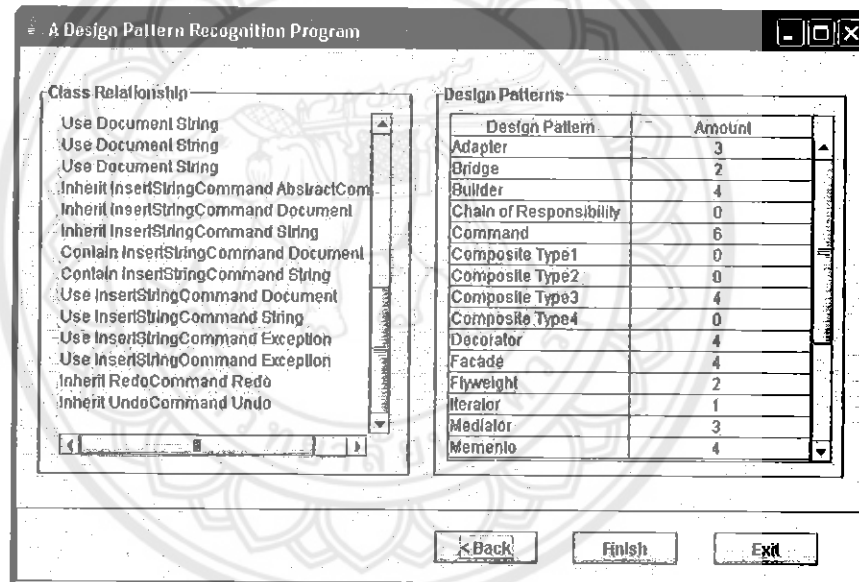 A Design Pattern Recognition Program
Class Relationship
Use Document String
Use Document String
Use Document String
Inherit InsertStringCommand AbstractCom
Inherit InsertStringCommand Document
Inherit InsertStringCommand String
Contain InsertStringCommand Document
Contain InsertStringCommand String
Use InsertStringCommand Document
Use InsertStringCommand String
Use InsertStringCommand Exception
Use InsertStringCommand Exception
Inherit RedoCommand Redo
Inherit UndoCommand Undo
Design Patterns
Design Pattern Amount
Adapter 3
Bridge 2
Builder 4
Chain of Responsibility 0
Command 6
Composite Type1 0
Composite Type2 0
Composite Type3 4
Composite Type4 0
Decorator 4
Facade 4
Flyweight 2
Iterator 1
Mediator 3
Memento 4
< Back Finish Exit